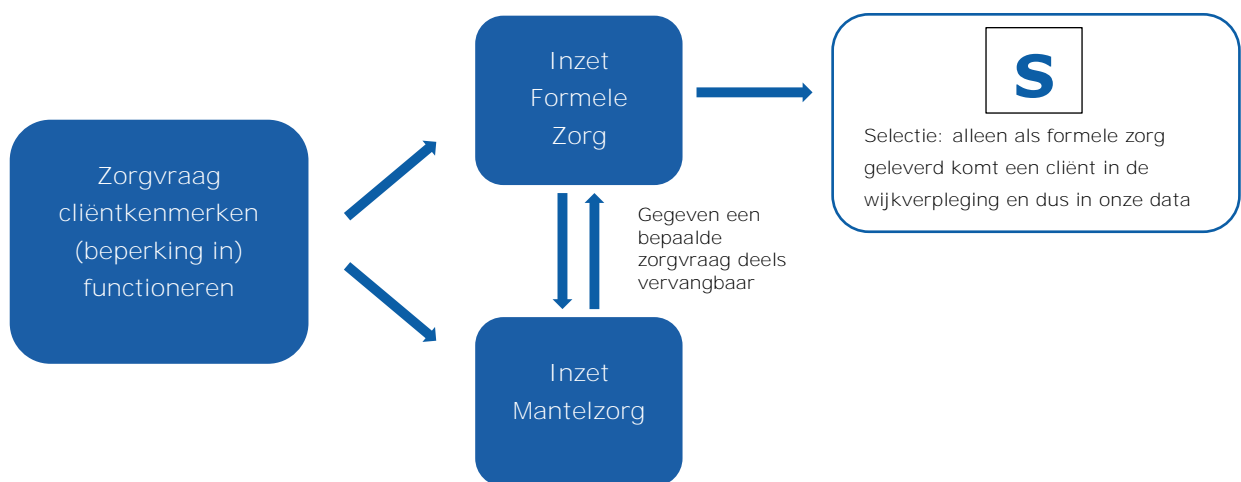 Zorgvraag
cliëntkenmerken
(beperking in)
functioneren
Inzet
Formele
Zorg
Gegeven een
bepaalde
zorgvraag deels
vervangbaar
Inzet
Mantelzorg
S
Selectie: alleen als formele zorg
geleverd komt een cliënt in de
wijkverpleging en dus in onze data